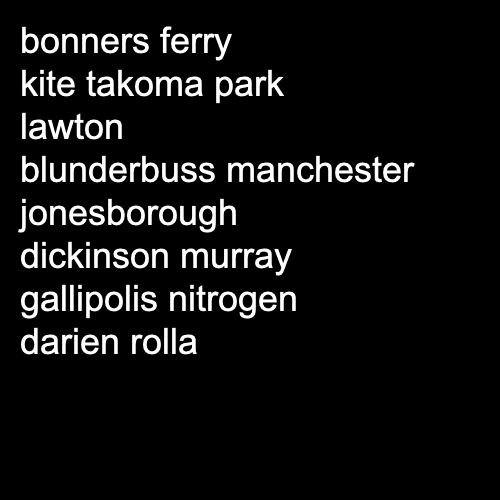 bonners ferry
kite takoma park
lawton
blunderbuss manchester
jonesborough
dickinson murray
gallipolis nitrogen
darien rolla